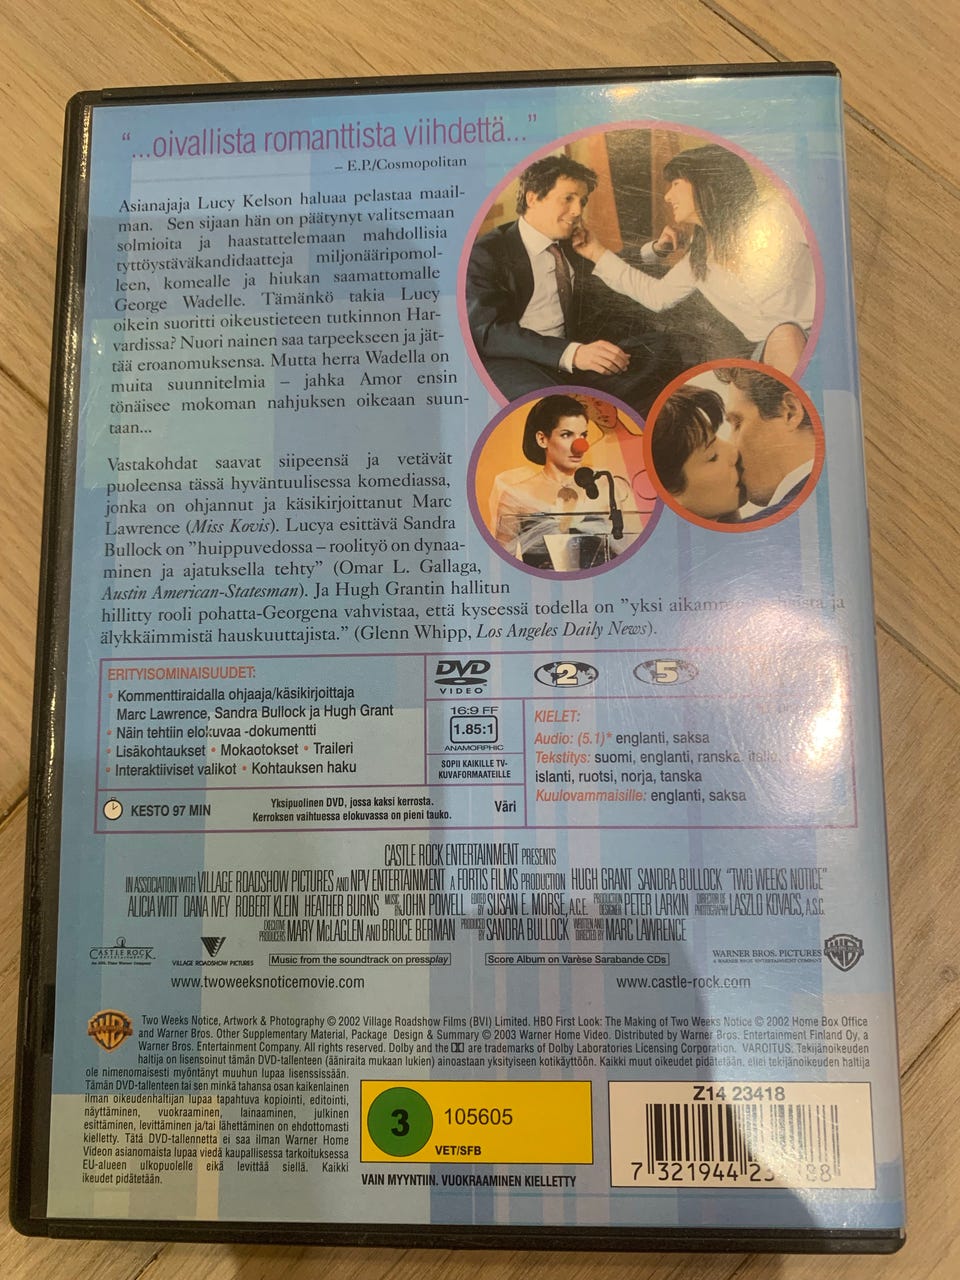 “...oivallista romanttista viihdettä...”
– E.P./Cosmopolitan
Asianajaja Lucy Kelson haluaa pelastaa maail-
man. Sen sijaan hän on päätynyt valitsemaan
solmioita ja haastattelemaan mahdollisia
tyttöystäväkandidaatteja miljonääripomol-
leen, komealle ja hiukan saamattomalle
George Wadelle. Tämänkö takia Lucy
oikein suoritti oikeustieteen tutkinnon Har-
vardissa? Nuori nainen saa tarpeekseen ja jät-
tää eroanomuksensa. Mutta herra Wadella on
muita suunnitelmia – jahka Amor ensin
tönäisee mokoman nahjuksen oikeaan suun-
taan...
Vastakohdat saavat siipeensä ja vetävät
puoleensa tässä hyväntuulisessa komediassa,
jonka on ohjannut ja käsikirjoittanut Marc
Lawrence (Miss Kovis). Lucya esittävä Sandra
Bullock on ”huippuvedossa – roolityö on dynaa-
minen ja ajatuksella tehty” (Omar L. Gallaga,
Austin American-Statesman). Ja Hugh Grantin hallitun
hillitty rooli pohatta-Georgena vahvistaa, että kyseessä todella on ”yksi ja
älykkäimmistä hauskuuttajista.” (Glenn Whipp, Los Angeles Daily News).
ERITYISOMINAISUUDET:
• Kommenttiraidalla ohjaaja/käsikirjoittaja
Marc Lawrence, Sandra Bullock ja Hugh Grant
• Näin tehtiin elokuvaa -dokumentti
• Lisäkohtaukset • Mokaotokset • Traileri
• Interaktiiviset valikot • Kohtauksen haku
KESTO 97 MIN
Yksipuolinen DVD, jossa kaksi kerrosta.
Kerroksen vaihtuessa elokuvassa on pieni tauko.
Väri
DVD
VIDEO™
2
5
16:9 FF
1.85:1
ANAMORPHIC
SOPII KAIKILLE TV-
KUVAFORMAATEILLE
KIELET:
Audio: (5.1)* englanti, saksa
Tekstitys: suomi, englanti, ranska,
islanti, ruotsi, norja, tanska
Kuulovammaisille: englanti, saksa
CASTLE ROCK ENTERTAINMENT PRESENTS
IN ASSOCIATION WITH VILLAGE ROADSHOW PICTURES AND NPV ENTERTAINMENT A FORTIS FILMS PRODUCTION HUGH GRANT SANDRA BULLOCK “TWO WEEKS NOTICE”
ALICIA WITT DANA IVEY ROBERT KLEIN HEATHER BURNS MUSIC BY JOHN POWELL EDITED BY SUSAN E. MORSE, A.C.E. PRODUCTION DESIGNER PETER LARKIN DIRECTOR OF PHOTOGRAPHY LASZLO KOVACS, A.S.C.
EXECUTIVE PRODUCERS MARY McLAGLEN AND BRUCE BERMAN PRODUCED BY SANDRA BULLOCK WRITTEN AND DIRECTED BY MARC LAWRENCE
CASTLE ROCK
ENTERTAINMENT
An AOL Time Warner Company
VILLAGE ROADSHOW PICTURES
Music from the soundtrack on pressplay
Score Album on Varèse Sarabande CDs
WARNER BROS. PICTURES
A WARNER BROS. ENTERTAINMENT COMPANY
www.twoweeksnoticemovie.com
www.castle-rock.com
Two Weeks Notice, Artwork & Photography © 2002 Village Roadshow Films (BVI) Limited. HBO First Look: The Making of Two Weeks Notice © 2002 Home Box Office
and Warner Bros. Other Supplementary Material, Package Design & Summary © 2003 Warner Home Video. Distributed by Warner Bros. Entertainment Finland Oy, a
Warner Bros. Entertainment Company. All rights reserved. Dolby and the are trademarks of Dolby Laboratories Licensing Corporation. VAROITUS. Tekijänoikeuden
haltija on lisensoinut tämän DVD-tallenteen (ääniraita md. mukaan lukien) ainoastaan yksityiseen kotikäyttöön. Kaikki muut oikeudet pidätetään, ellei tekijänoikeuden haltija
ole nimenomaisesti myöntänyt muuhun lupaa lisenssissään.
Tämän DVD-tallenteen tai sen minkä tahansa osan kaikenlainen
ilman oikeudenhaltijan lupaa tapahtuva kopiointi, editointi,
näyttäminen, vuokraaminen, lainaaminen, julkinen
esittäminen, levittäminen ja/tai lähettäminen on ehdottomasti
kielletty. Tätä DVD-tallennetta ei saa ilman Warner Home
Videon asianomaista lupaa viedä kaupallisessa tarkoituksessa
EU-alueen ulkopuolelle eikä levittää siellä. Kaikki
oikeudet pidätetään.
3
105605
VET/SFB
VAIN MYYNTIIN. VUOKRAAMINEN KIELLETTY
Z14 23418
7 321944